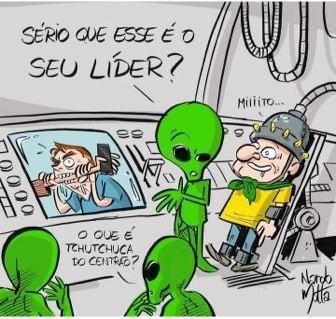 SÉRIO QUE ESSE É O
SEU LÍDER?
MIIIITO...
O QUE É
TCHUTCHUCA
DO CENTRÃO?
Nando
Motta